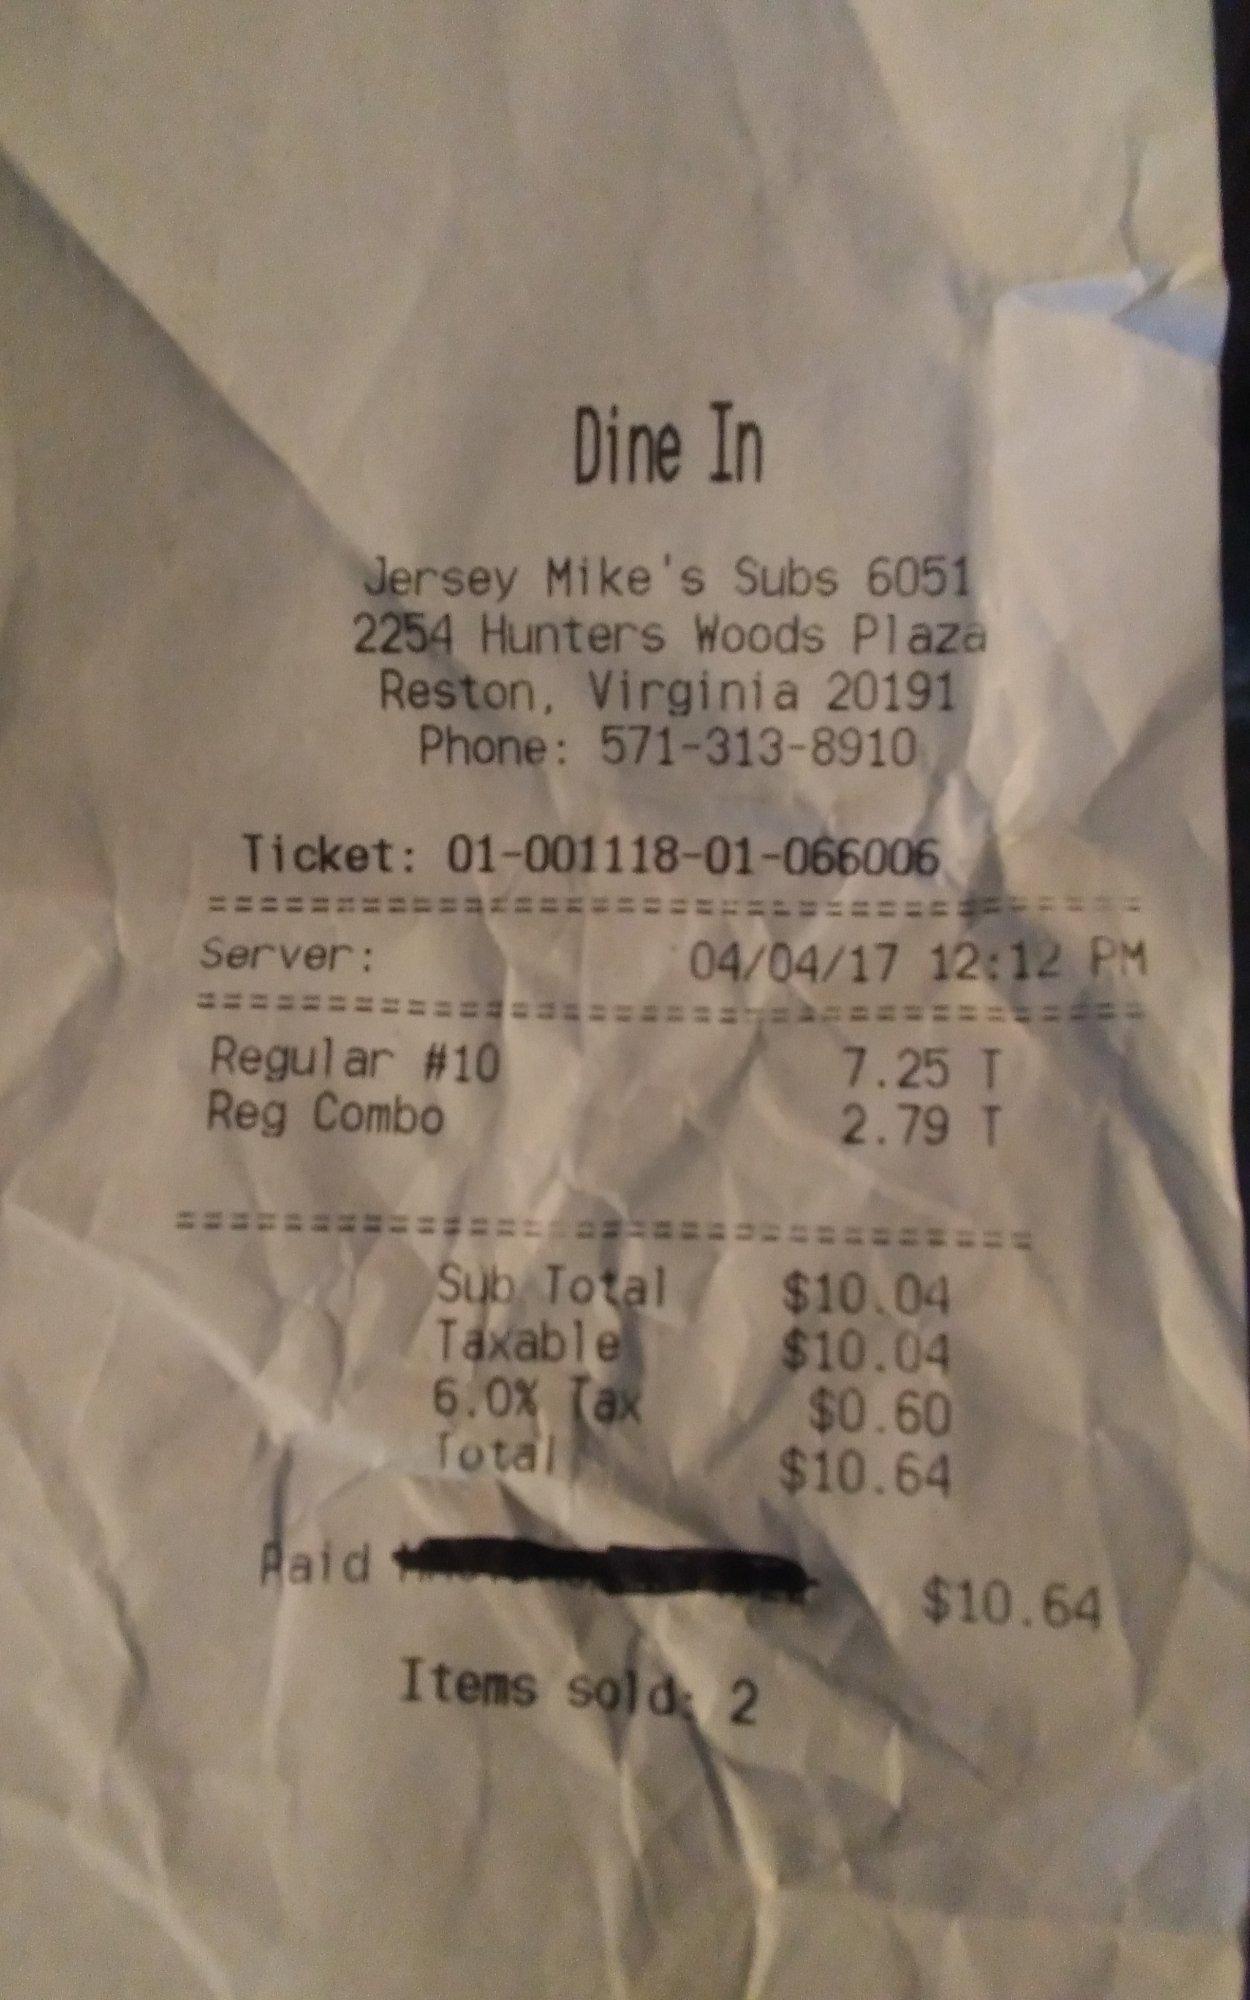 Dine In
Jersey Mike's Subs 6051
2254 Hunters Woods Plaza
Reston, Virginia 20191
Phone: 571-313-8910
Ticket: 01-001118-01-066006
===================================
Server: 04/04/17 12:12 PM
===================================
Regular #10 7.25 T
Reg Combo 2.79 T
=================================
Sub Total $10.04
Taxable $10.04
6.0% Tax $0.60
Total $10.64
Paid $10.64
Items sold: 2